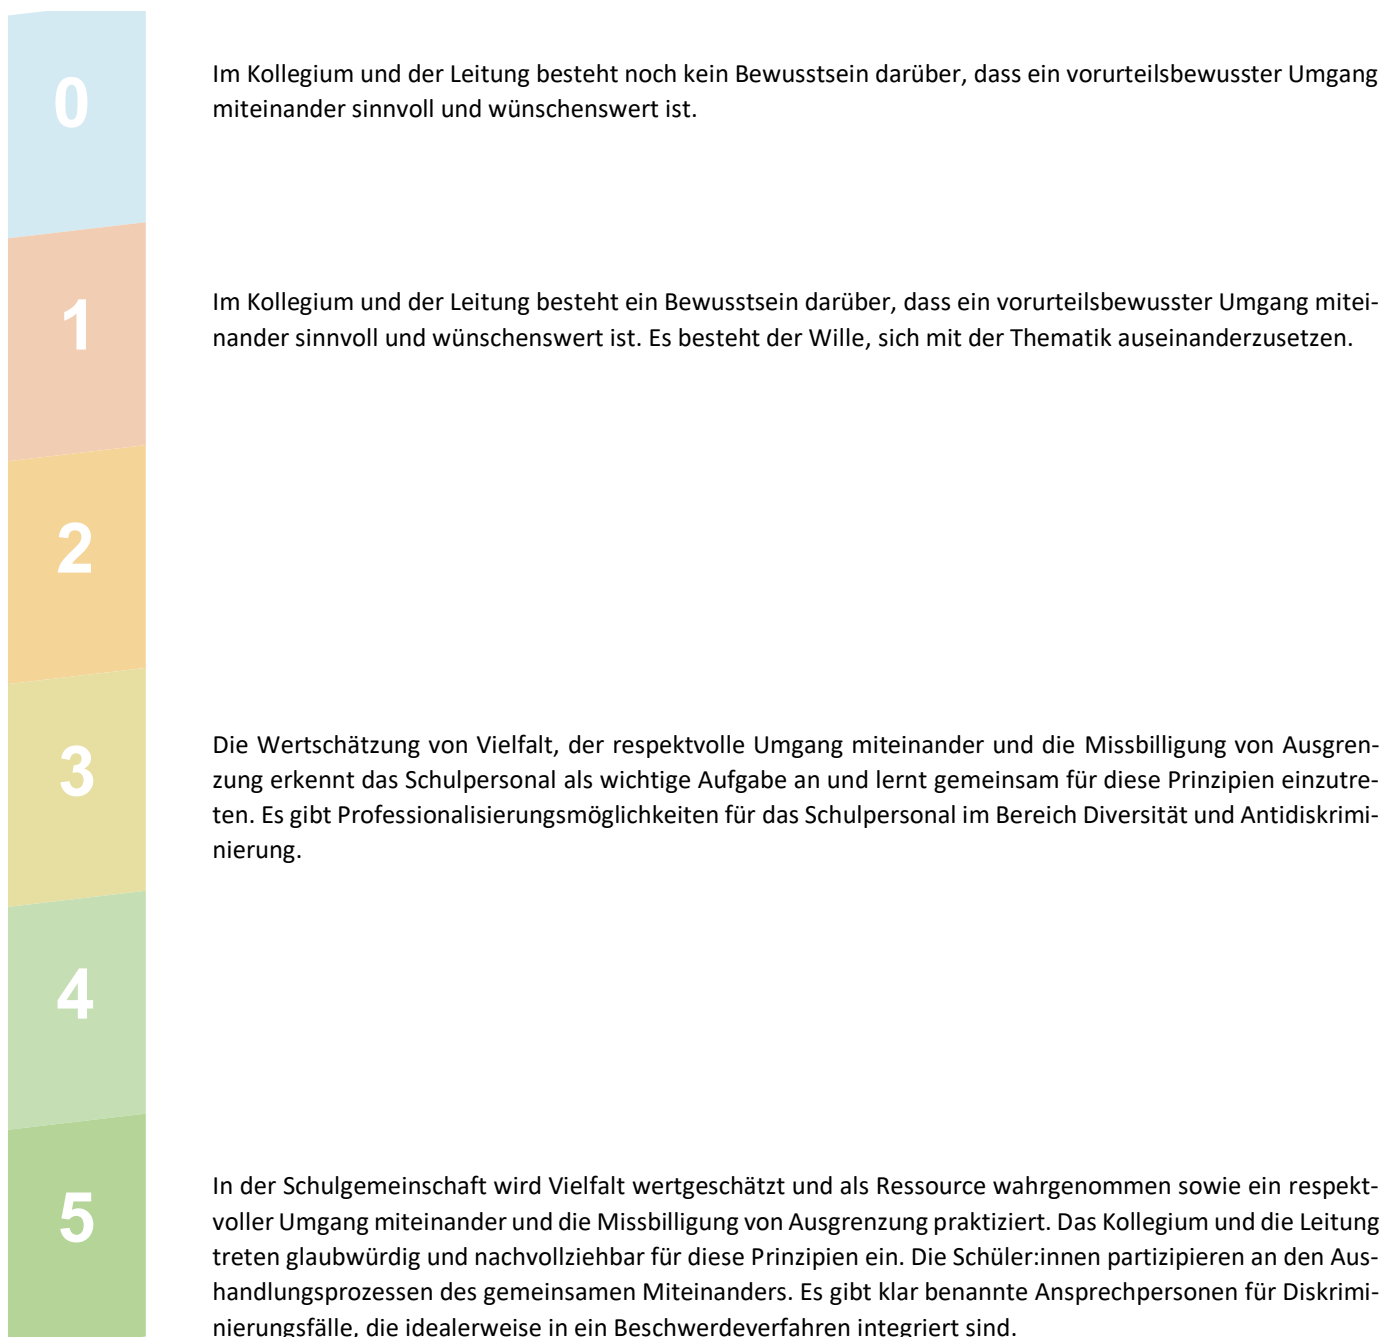 0
Im Kollegium und der Leitung besteht noch kein Bewusstsein darüber, dass ein vorurteilsbewusster Umgang
miteinander sinnvoll und wünschenswert ist.
1
Im Kollegium und der Leitung besteht ein Bewusstsein darüber, dass ein vorurteilsbewusster Umgang mitei-
nander sinnvoll und wünschenswert ist. Es besteht der Wille, sich mit der Thematik auseinanderzusetzen.
2
3
Die Wertschätzung von Vielfalt, der respektvolle Umgang miteinander und die Missbilligung von Ausgren-
zung erkennt das Schulpersonal als wichtige Aufgabe an und lernt gemeinsam für diese Prinzipien einzutre-
ten. Es gibt Professionalisierungsmöglichkeiten für das Schulpersonal im Bereich Diversität und Antidiskrimi-
nierung.
4
5
In der Schulgemeinschaft wird Vielfalt wertgeschätzt und als Ressource wahrgenommen sowie ein respekt-
voller Umgang miteinander und die Missbilligung von Ausgrenzung praktiziert. Das Kollegium und die Leitung
treten glaubwürdig und nachvollziehbar für diese Prinzipien ein. Die Schüler:innen partizipieren an den Aus-
handlungsprozessen des gemeinsamen Miteinanders. Es gibt klar benannte Ansprechpersonen für Diskrimi-
nierungsfälle, die idealerweise in ein Beschwerdeverfahren integriert sind.